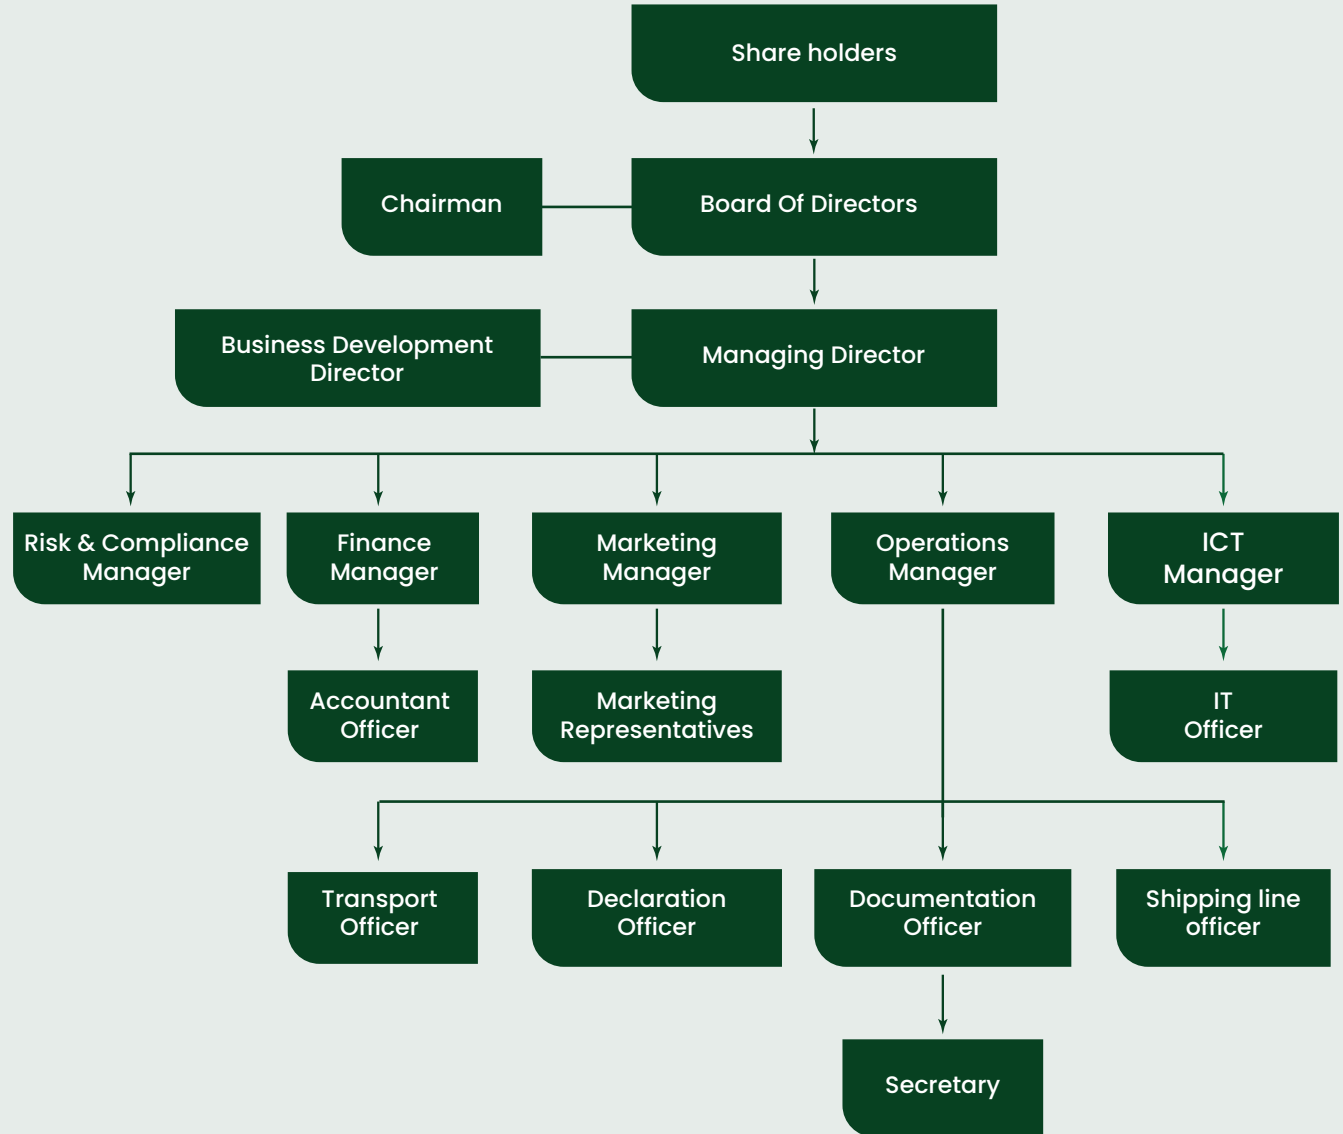 Share holders
Chairman
Board Of Directors
Business Development
Director
Managing Director
Risk & Compliance
Manager
Finance
Manager
Marketing
Manager
Operations
Manager
ICT
Manager
Accountant
Officer
Marketing
Representatives
IT
Officer
Transport
Officer
Declaration
Officer
Documentation
Officer
Shipping line
officer
Secretary